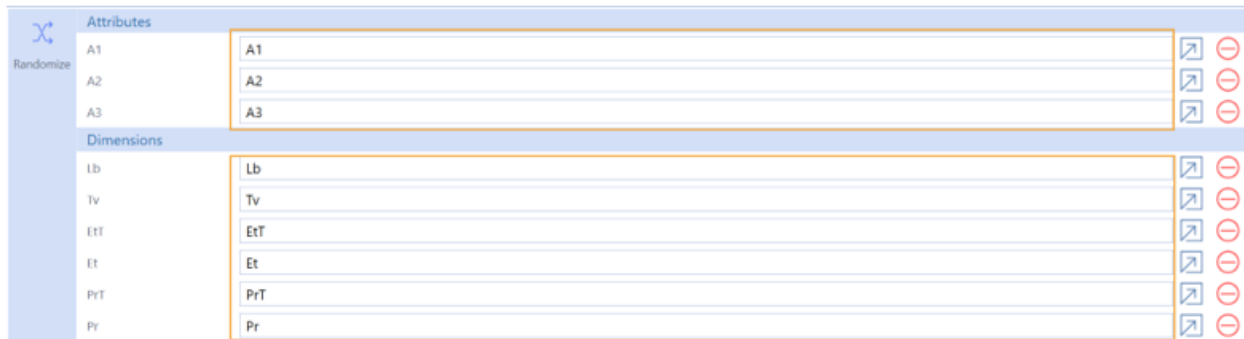 Attributes
Randomize
A1 A1
A2 A2
A3 A3
Dimensions
Lb Lb
Tv Tv
EtT EtT
Et Et
PrT PrT
Pr Pr